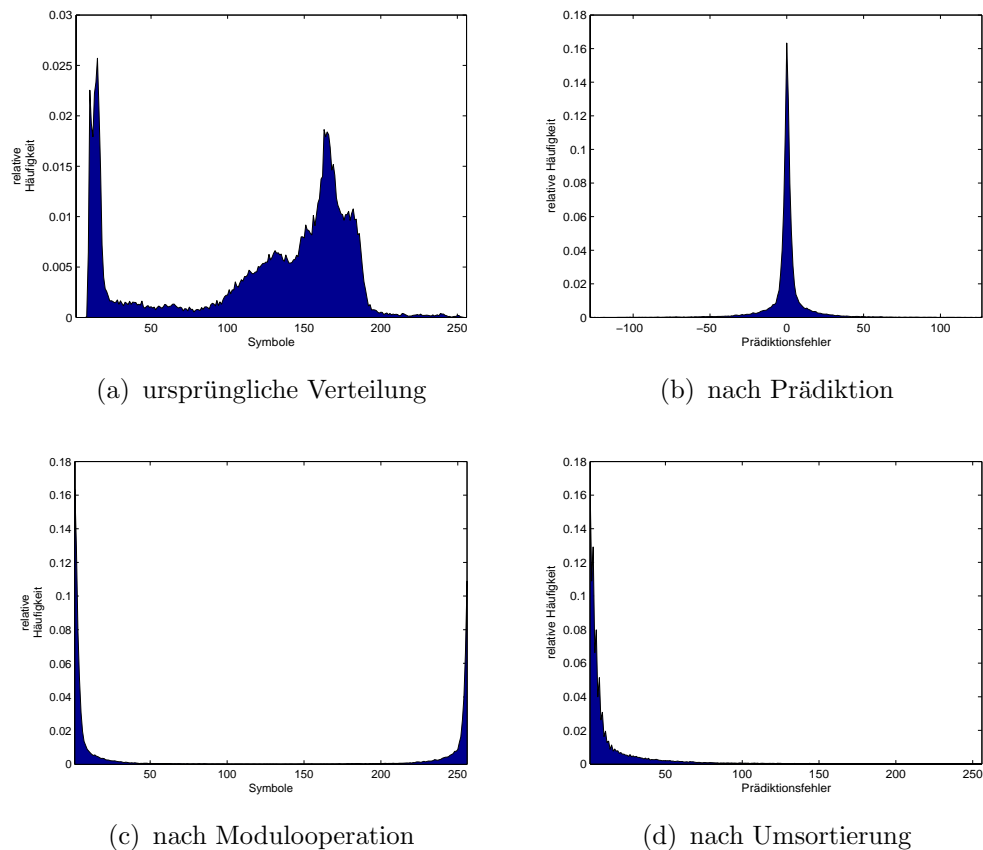 0.03
0.025
0.02
0.015
0.01
0.005
0
relative
Häufigkeit
50 100 150 200 250
Symbole
(a) ursprüngliche Verteilung
0.18
0.16
0.14
0.12
0.1
0.08
0.06
0.04
0.02
0
relative Häufigkeit
−100 −50 0 50 100
Prädiktionsfehler
(b) nach Prädiktion
0.18
0.16
0.14
0.12
0.1
0.08
0.06
0.04
0.02
0
relative
Häufigkeit
50 100 150 200 250
Symbole
(c) nach Modulooperation
0.18
0.16
0.14
0.12
0.1
0.08
0.06
0.04
0.02
0
relative Häufigkeit
50 100 150 200 250
Prädiktionsfehler
(d) nach Umsortierung